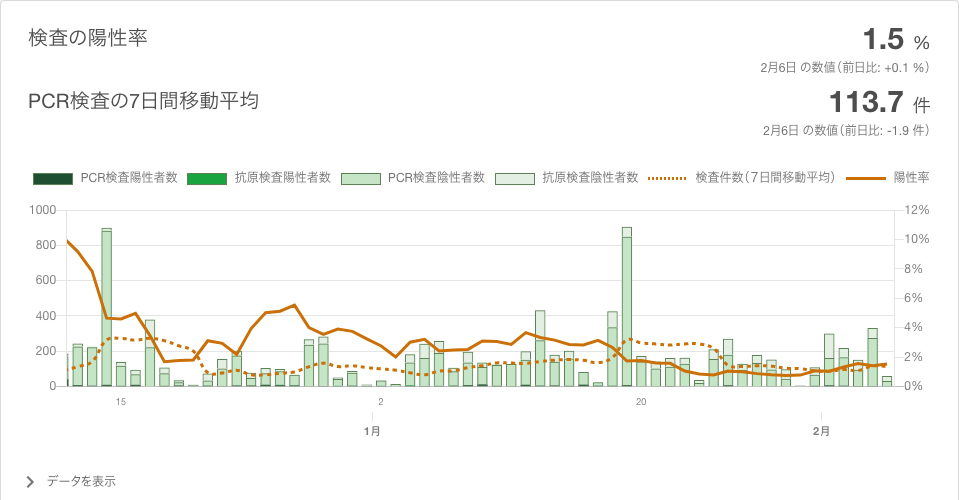 検査の陽性率
1.5 %
2月6日 の数値（前日比: +0.1 %）
PCR検査の7日間移動平均
113.7 件
2月6日 の数値（前日比: -1.9 件）
PCR検査陽性者数 抗原検査陽性者数 PCR検査陰性者数 抗原検査陰性者数 検査件数（7日間移動平均） 陽性率
1000 12%
10%
800
8%
600
6%
400
4%
200 2%
0 0%
15 2 20
1月 2月
データを表示